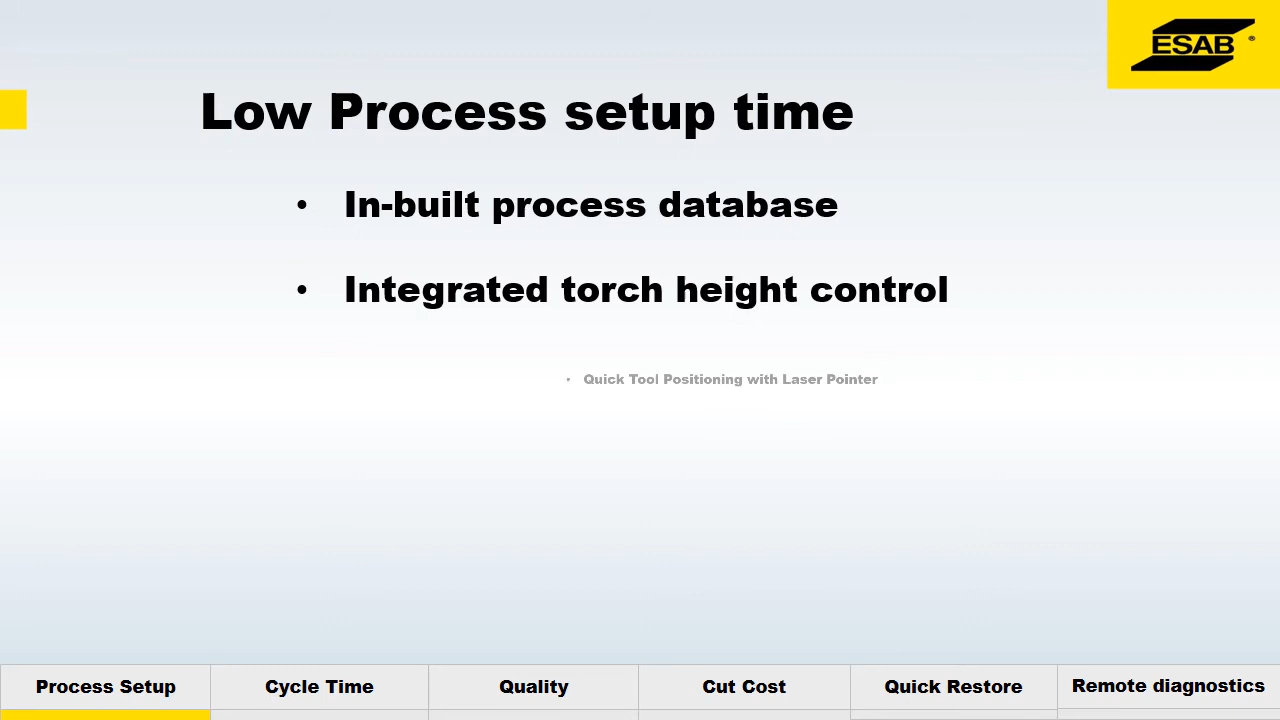 ESAB®
Low Process setup time
• In-built process database
• Integrated torch height control
• Quick Tool Positioning with Laser Pointer
Process Setup
Cycle Time
Quality
Cut Cost
Quick Restore
Remote diagnostics